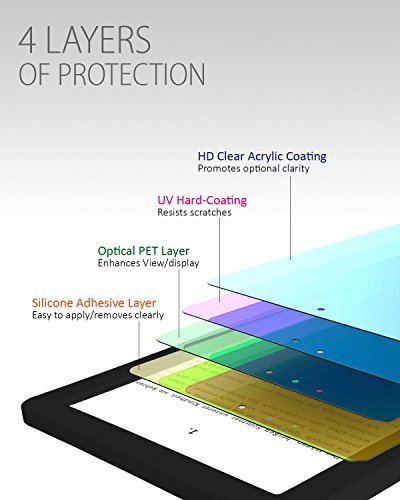 4 LAYERS
OF PROTECTION
HD Clear Acrylic Coating
Promotes optional clarity
UV Hard-Coating
Resists scratches
Optical PET Layer
Enhances View/display
Silicone Adhesive Layer
Easy to apply/removes clearly